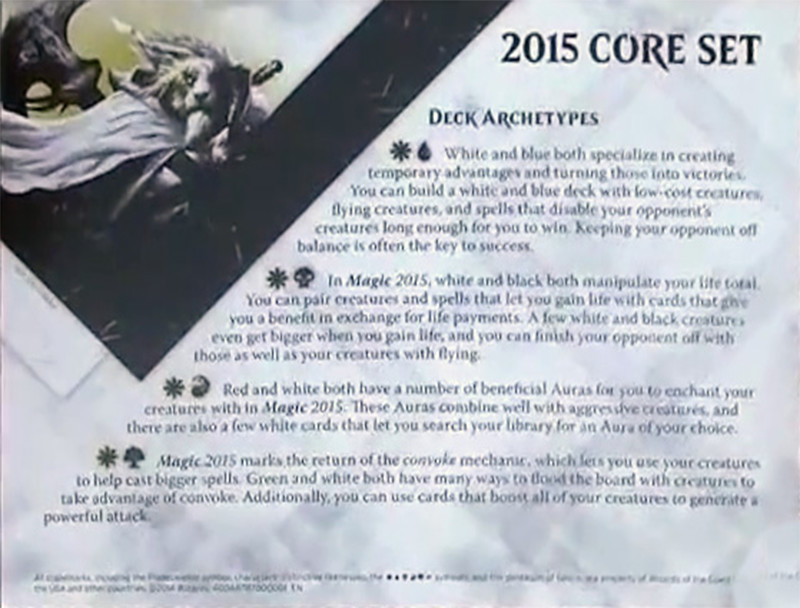 2015 CORE SET
DECK ARCHETYPES
White and blue both specialize in creating
temporary advantages and turning those into victories.
You can build a white and blue deck with low-cost creatures,
flying creatures, and spells that disable your opponent's
creatures long enough for you to win. Keeping your opponent off
balance is often the key to success.
In Magic 2015, white and black both manipulate your life total.
You can pair creatures and spells that let you gain life with cards that give
you a benefit in exchange for life payments. A few white and black creatures
even get bigger when you gain life, and you can finish your opponent off with
those as well as your creatures with flying.
Red and white both have a number of beneficial Auras for you to enchant your
creatures with in Magic 2015. These Auras combine well with aggressive creatures, and
there are also a few white cards that let you search your library for an Aura of your choice.
Magic 2015 marks the return of the convoke mechanic, which lets you use your creatures
to help cast bigger spells. Green and white both have many ways to flood the board with creatures to
take advantage of convoke. Additionally, you can use cards that boost all of your creatures to generate a
powerful attack.
All trademarks, including the Planeswalker symbol, characters' distinctive likenesses, the symbols, and the pentagon of are property of Wizards of the Coast
the USA and other countries. ©2014 Wizards. EN